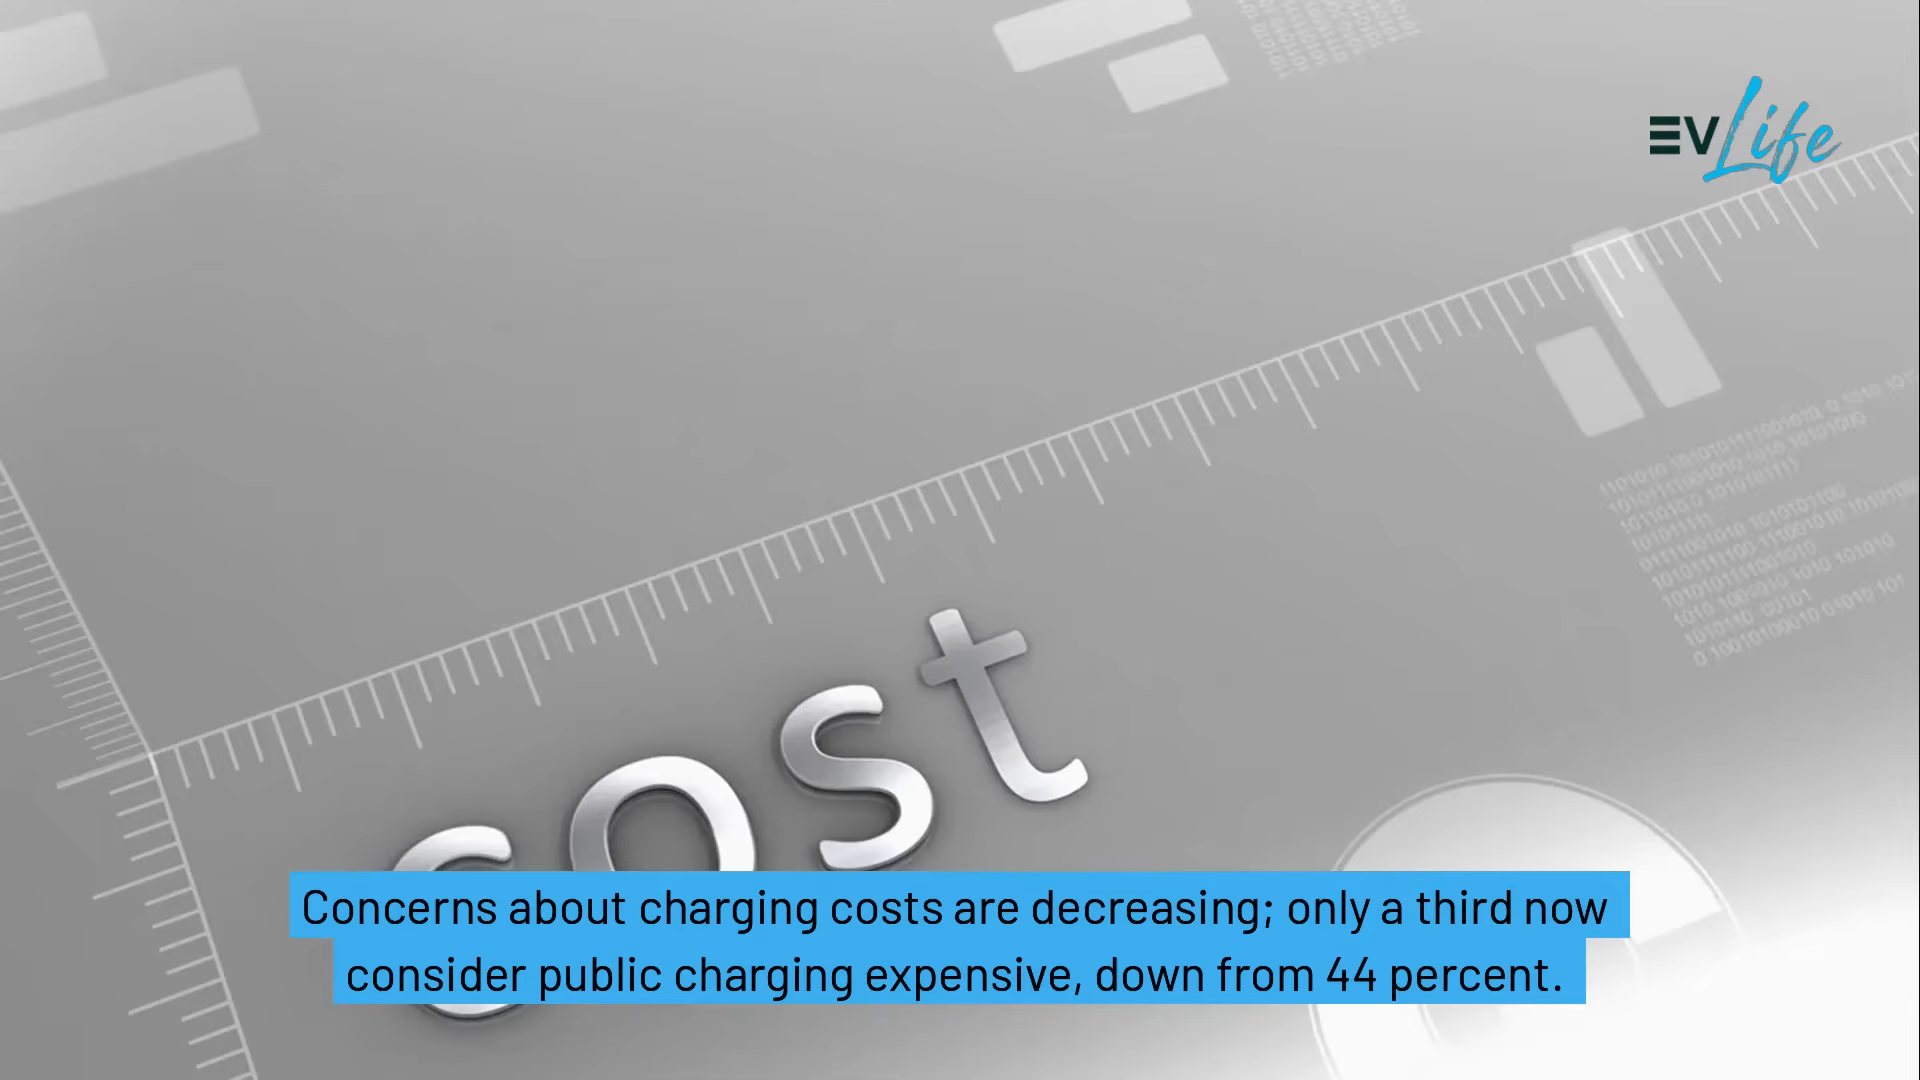 EVLife
cost
Concerns about charging costs are decreasing; only a third now
consider public charging expensive, down from 44 percent.